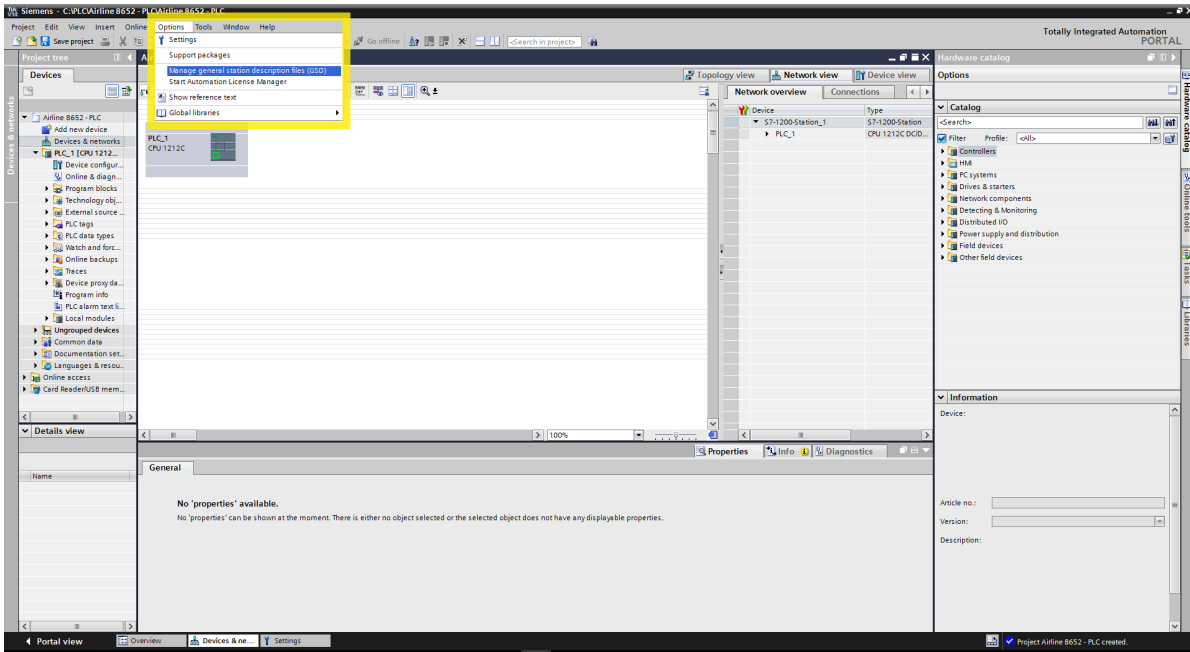 Siemens - C:\PLC\Airline 8652 - PLC\Airline 8652 - PLC
Project Edit View Insert Online Options Tools Window Help
Totally Integrated Automation
PORTAL
Save project
Go offline
<Search in project>
Settings
Support packages
Manage general station description files (GSD)
Start Automation License Manager
Show reference text
Global libraries
Project tree
Devices
Airline 8652 - PLC
Add new device
Devices & networks
PLC_1 [CPU 1212...
Device configur...
Online & diagn...
Program blocks
Technology obj...
External source ...
PLC tags
PLC data types
Watch and forc...
Online backups
Traces
Device proxy da...
Program info
PLC alarm text li...
Local modules
Ungrouped devices
Common data
Documentation set...
Languages & resou...
Online access
Card Reader/USB mem...
Details view
Name
Devices & networks
PLC_1
CPU 1212C
Topology view
Network view
Device view
Network overview
Connections
Device
Type
S7-1200-Station_1
S7-1200-Station
PLC_1
CPU 1212C DC/D...
100%
Properties
Info
Diagnostics
General
No 'properties' available.
No 'properties' can be shown at the moment. There is either no object selected or the selected object does not have any displayable properties.
Hardware catalog
Options
Catalog
<Search>
Filter
Profile:
<All>
Controllers
HMI
PC systems
Drives & starters
Network components
Detecting & Monitoring
Distributed I/O
Power supply and distribution
Field devices
Other field devices
Information
Device:
Article no.:
Version:
Description:
Hardware catalog
Online tools
Tasks
Libraries
Portal view
Overview
Devices & ne...
Settings
Project Airline 8652 - PLC created.